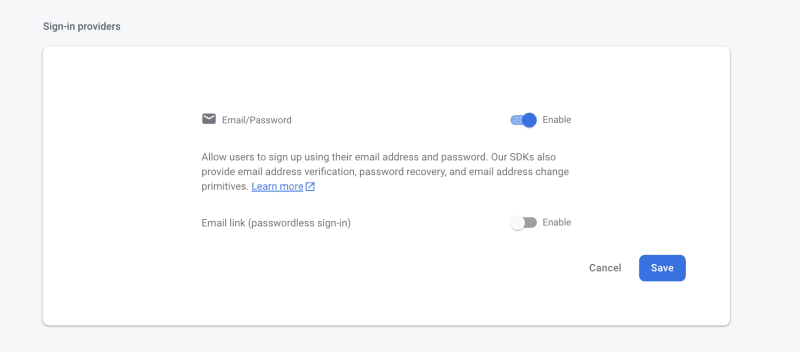 Sign-in providers
Email/Password
Enable
Allow users to sign up using their email address and password. Our SDKs also
provide email address verification, password recovery, and email address change
primitives. Learn more
Email link (passwordless sign-in)
Enable
Cancel
Save